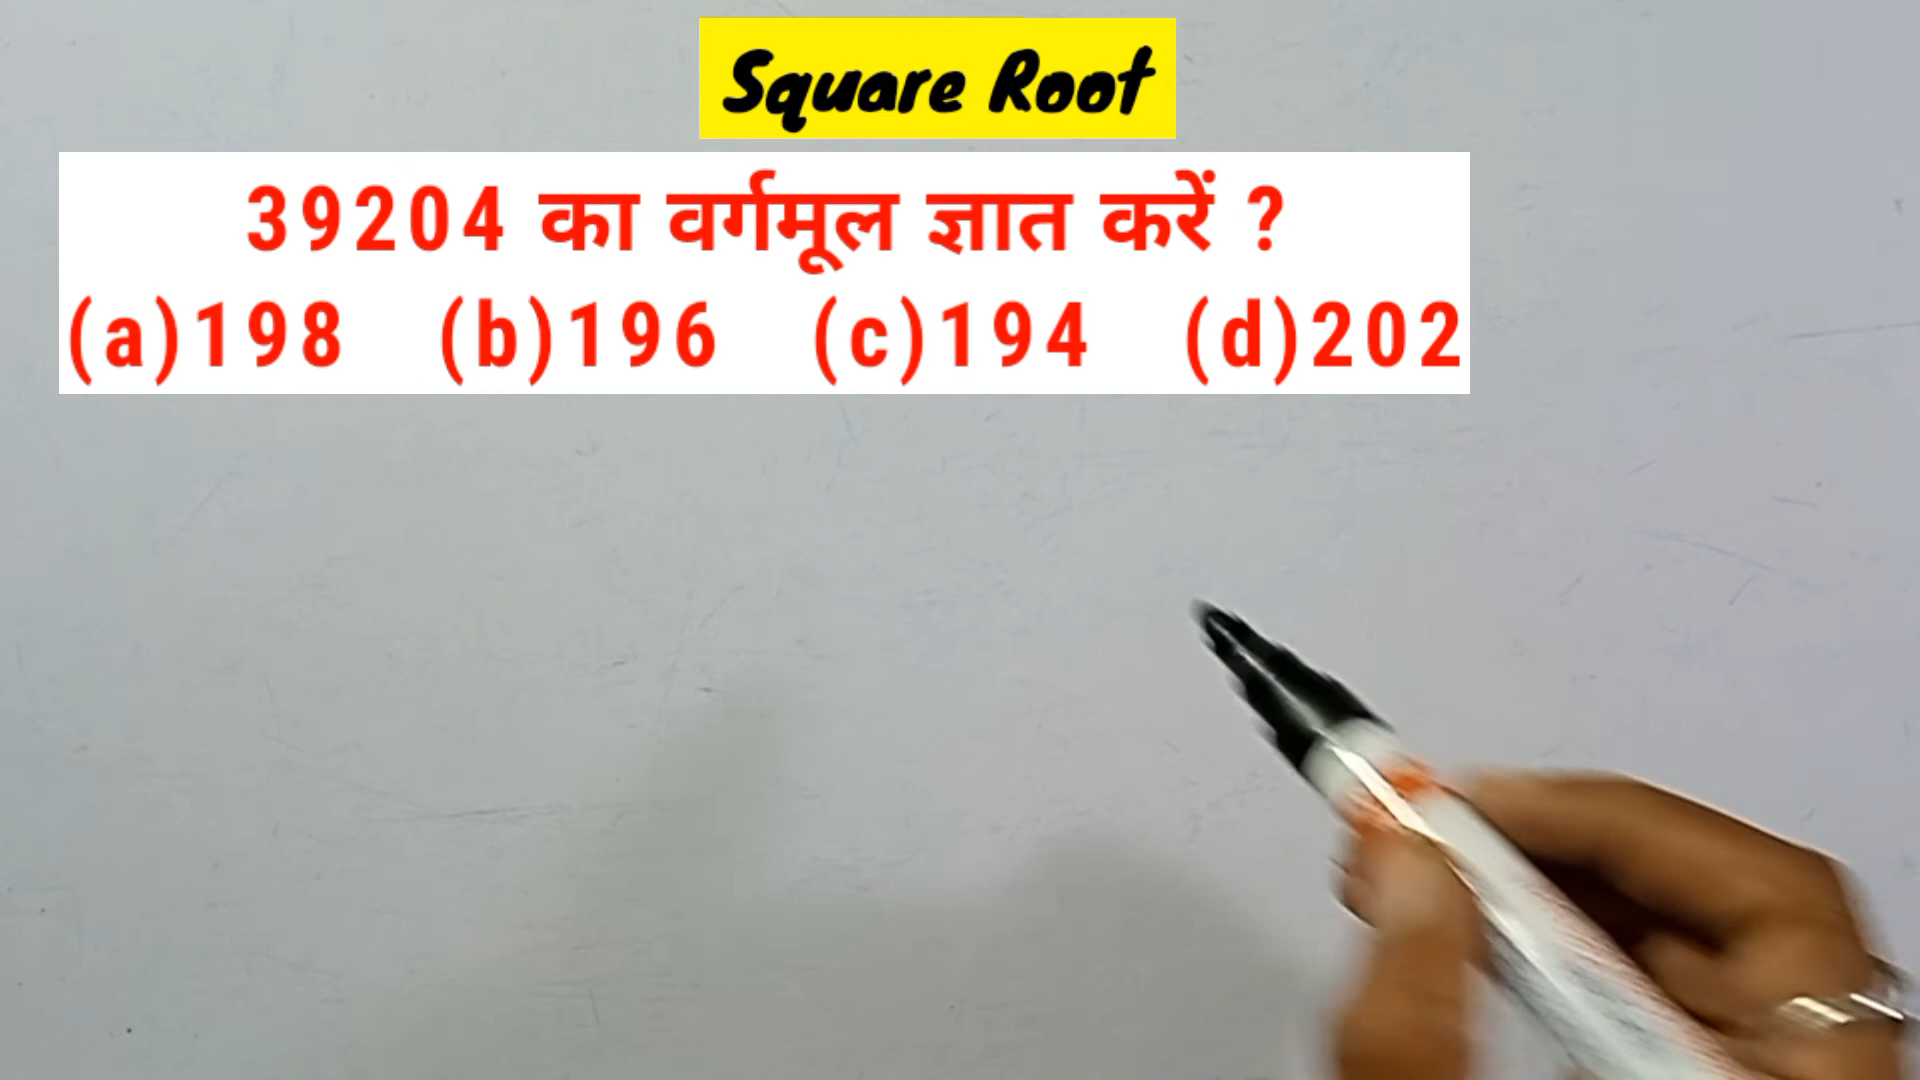 Square Root
39204 का वर्गमूल ज्ञात करें ?
(a)198 (b)196 (c)194 (d)202